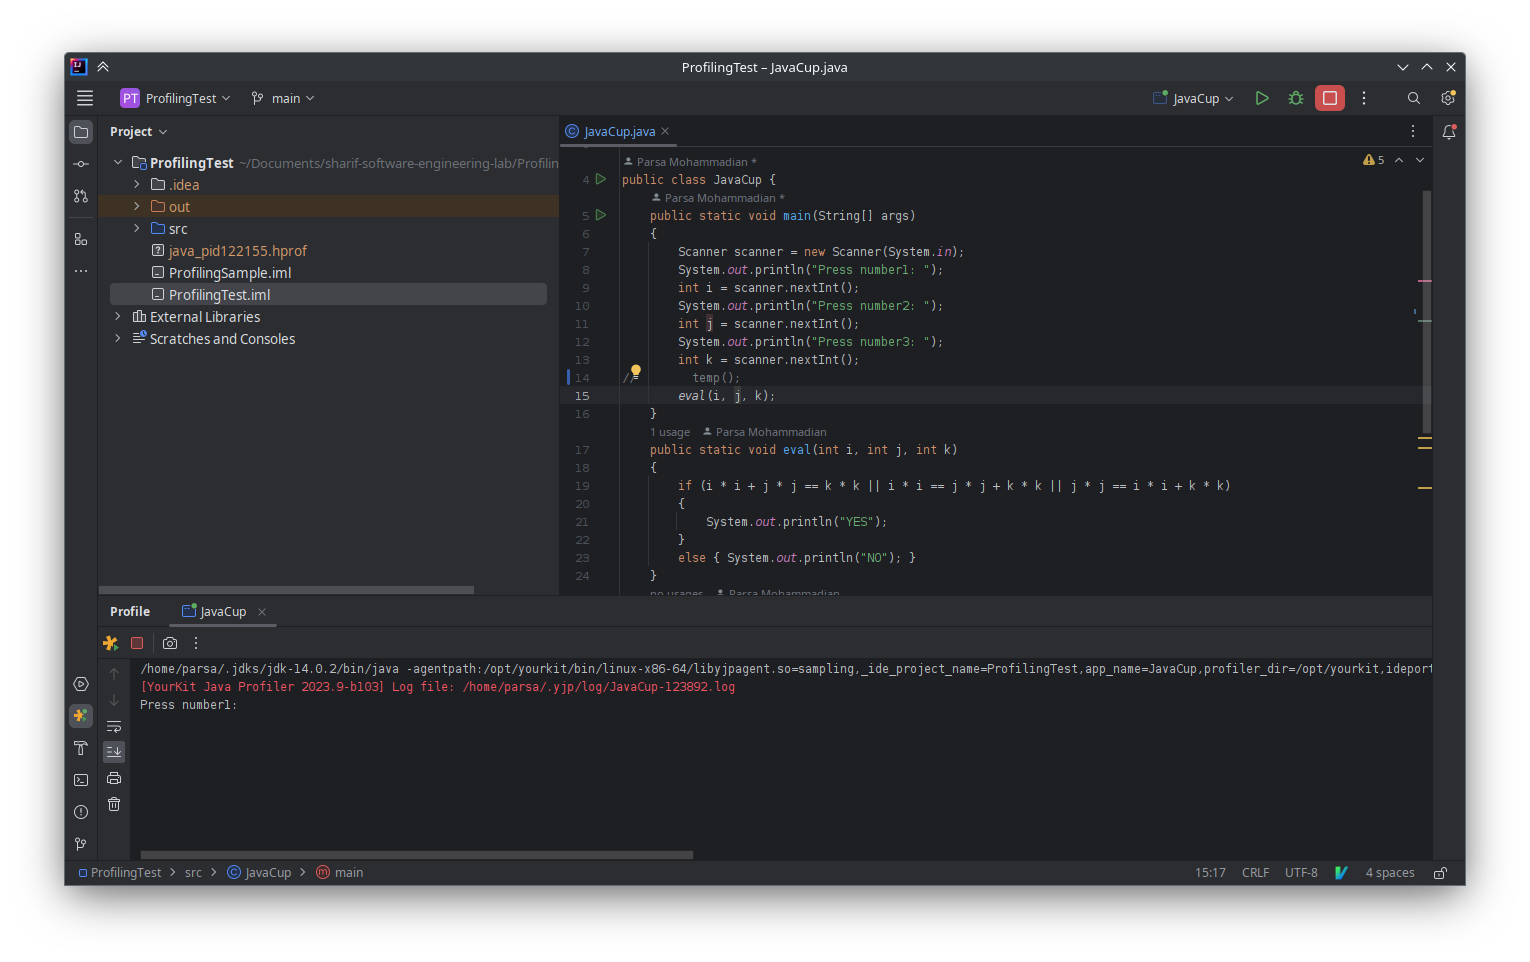 ProfilingTest – JavaCup.java
PT ProfilingTest main JavaCup
Project
ProfilingTest ~/Documents/sharif-software-engineering-lab/Profilin
.idea
out
src
java_pid122155.hprof
ProfilingSample.iml
ProfilingTest.iml
External Libraries
Scratches and Consoles
JavaCup.java
5
Parsa Mohammadian *
4 public class JavaCup {
Parsa Mohammadian *
5 public static void main(String[] args)
6 {
7 Scanner scanner = new Scanner(System.in);
8 System.out.println("Press number1: ");
9 int i = scanner.nextInt();
10 System.out.println("Press number2: ");
11 int j = scanner.nextInt();
12 System.out.println("Press number3: ");
13 int k = scanner.nextInt();
14 // temp();
15 eval(i, j, k);
16 }
1 usage Parsa Mohammadian
17 public static void eval(int i, int j, int k)
18 {
19 if (i * i + j * j == k * k || i * i == j * j + k * k || j * j == i * i + k * k)
20 {
21 System.out.println("YES");
22 }
23 else { System.out.println("NO"); }
24 }
no usages Parsa Mohammadian
Profile JavaCup
/home/parsa/.jdks/jdk-14.0.2/bin/java -agentpath:/opt/yourkit/bin/linux-x86-64/libyjpagent.so=sampling,_ide_project_name=ProfilingTest,app_name=JavaCup,profiler_dir=/opt/yourkit,ideport
[YourKit Java Profiler 2023.9-b103] Log file: /home/parsa/.yjp/log/JavaCup-123892.log
Press number1:
ProfilingTest > src > JavaCup > main
15:17 CRLF UTF-8 4 spaces